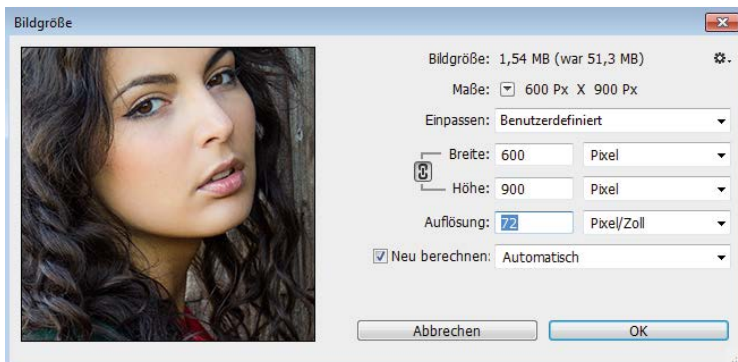 Bildgröße
Bildgröße: 1,54 MB (war 51,3 MB)
Maße: 600 Px X 900 Px
Einpassen: Benutzerdefiniert
Breite: 600 Pixel
Höhe: 900 Pixel
Auflösung: 72 Pixel/Zoll
Neu berechnen: Automatisch
Abbrechen OK